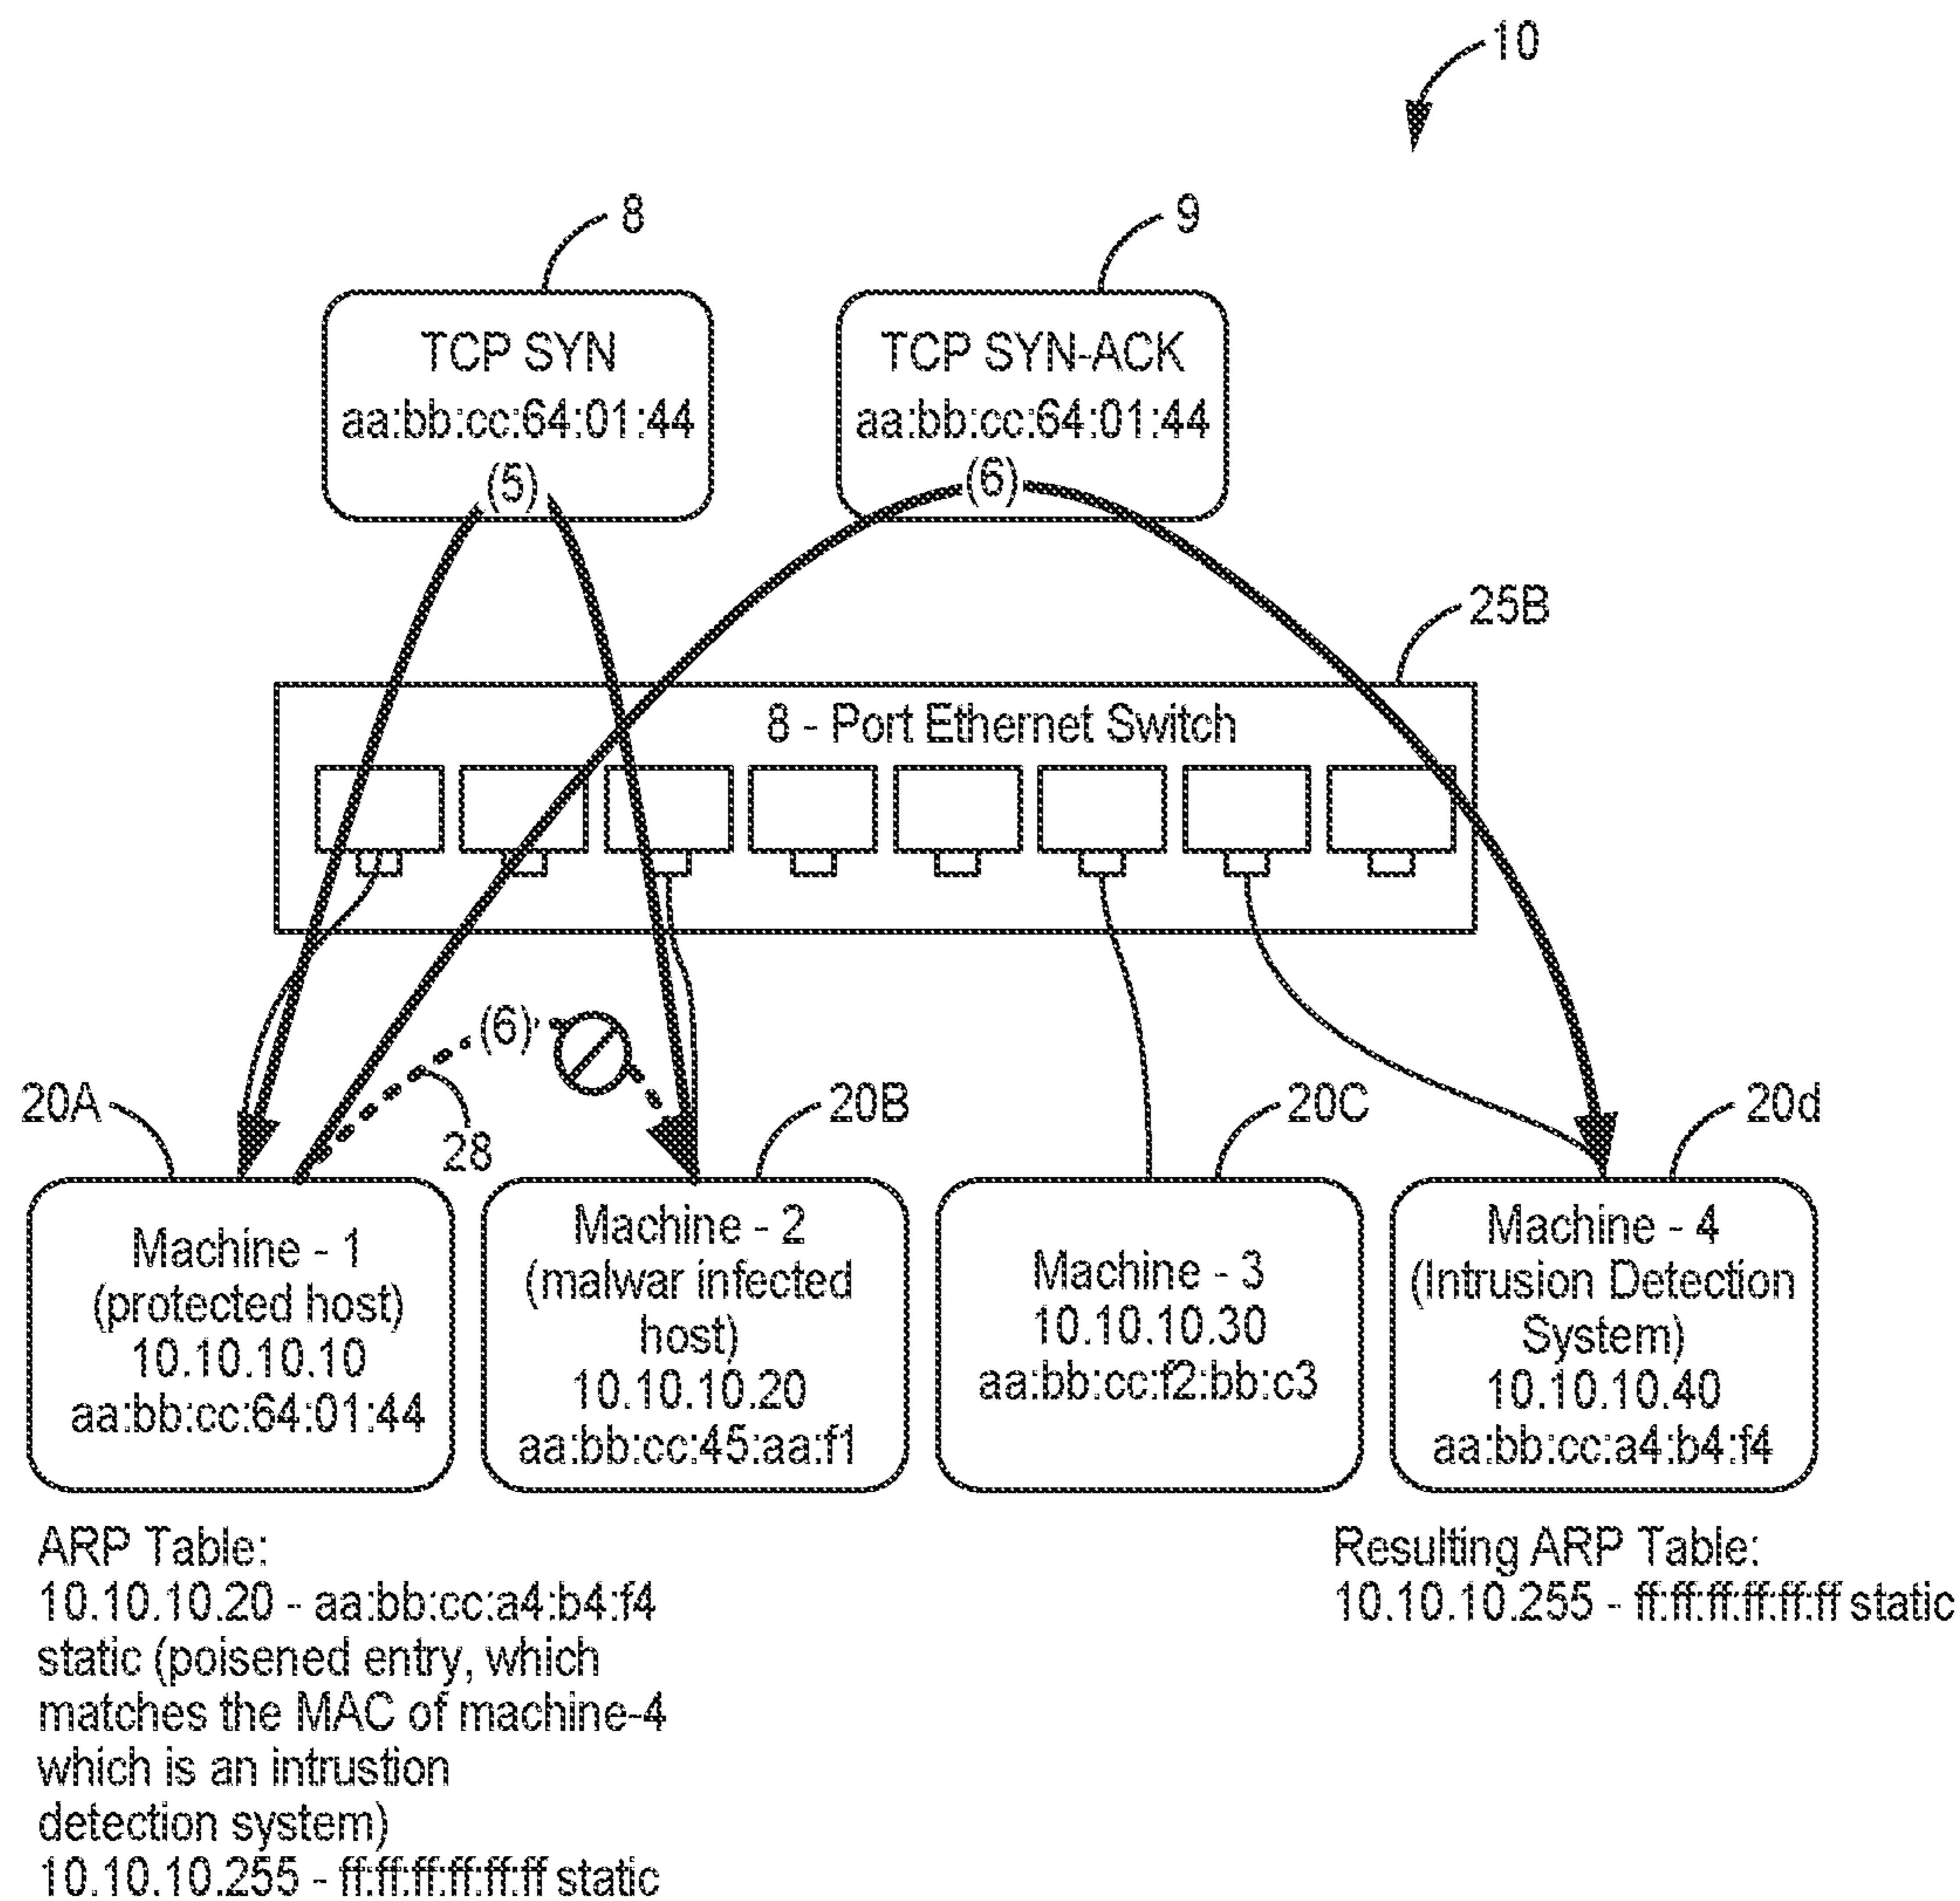 10
8
9
TCP SYN
aa:bb:cc:64:01:44
(5)
TCP SYN-ACK
aa:bb:cc:64:01:44
(6)
25B
8 - Port Ethernet Switch
(6)
28
20A
20B
20C
20d
Machine - 1
(protected host)
10.10.10.10
aa:bb:cc:64:01:44
Machine - 2
(malwar infected
host)
10.10.10.20
aa:bb:cc:45:aa:f1
Machine - 3
10.10.10.30
aa:bb:cc:f2:bb:c3
Machine - 4
(Intrusion Detection
System)
10.10.10.40
aa:bb:cc:a4:b4:f4
ARP Table:
10.10.10.20 - aa:bb:cc:a4:b4:f4
static (poisened entry, which
matches the MAC of machine-4
which is an intrustion
detection system)
10.10.10.255 - ff:ff:ff:ff:ff:ff static
Resulting ARP Table:
10.10.10.255 - ff:ff:ff:ff:ff:ff static